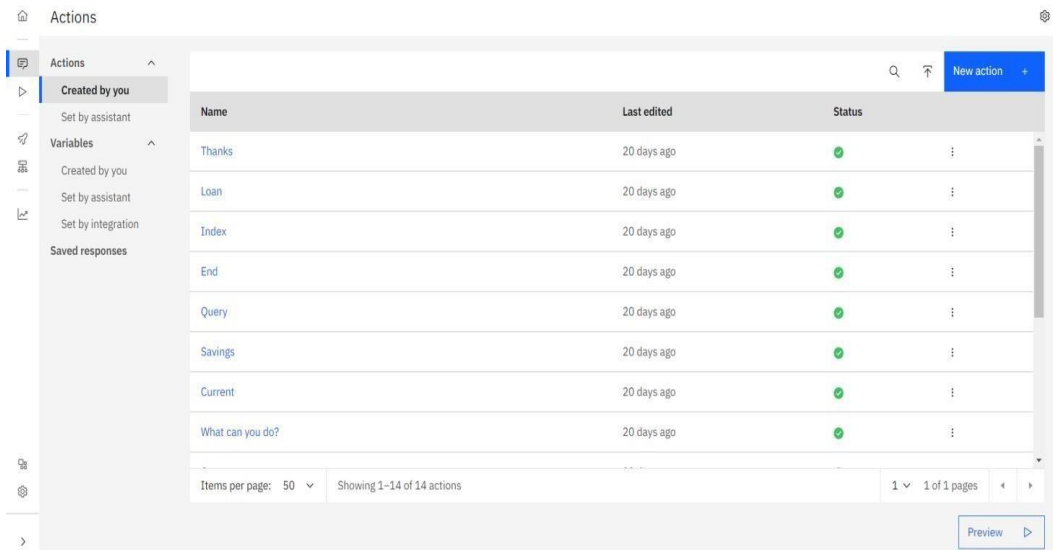 Actions
Actions
Created by you
Set by assistant
Variables
Created by you
Set by assistant
Set by integration
Saved responses
New action +
Name Last edited Status
Thanks 20 days ago
Loan 20 days ago
Index 20 days ago
End 20 days ago
Query 20 days ago
Savings 20 days ago
Current 20 days ago
What can you do? 20 days ago
Items per page: 50 Showing 1–14 of 14 actions 1 1 of 1 pages
Preview